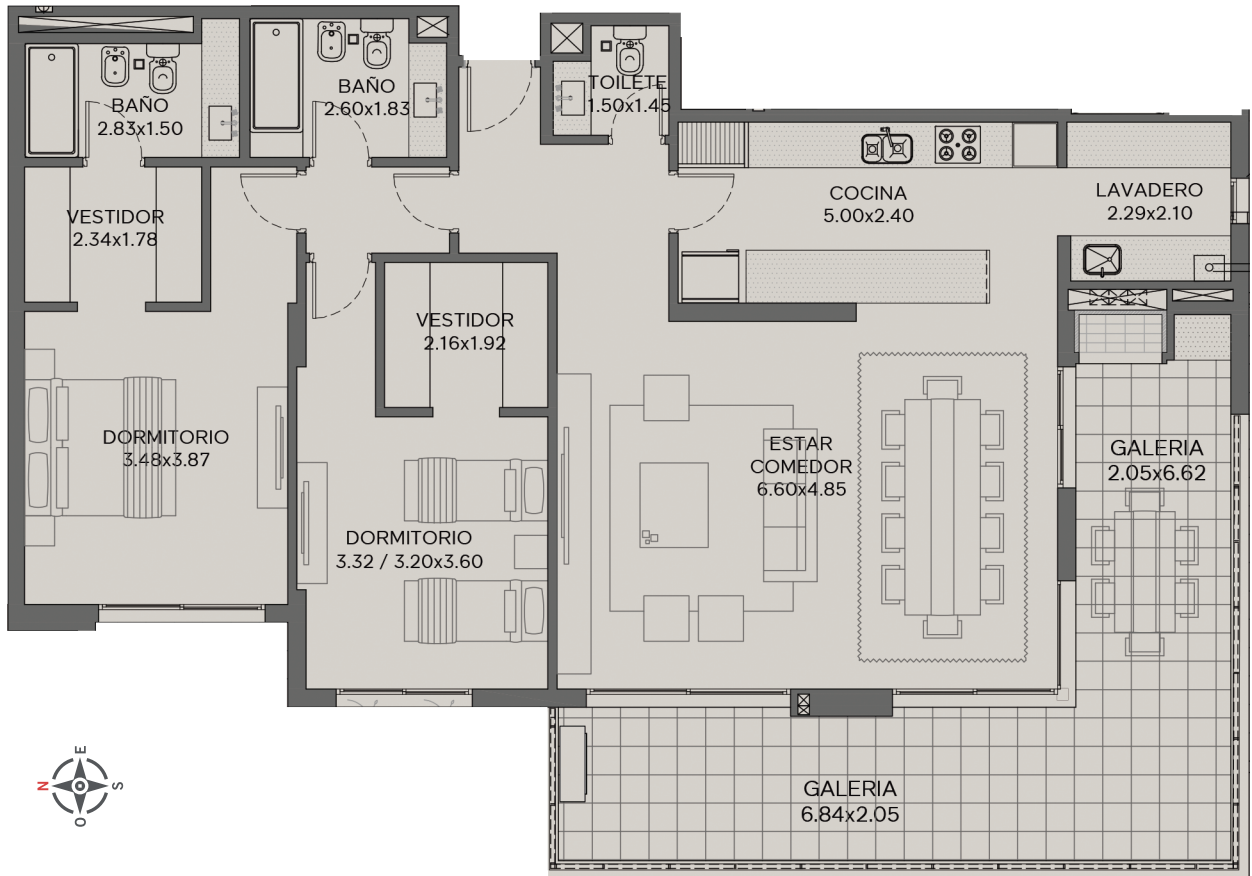 BAÑO
2.83x1.50
BAÑO
2.60x1.83
TOILETE
1.50x1.45
VESTIDOR
2.34x1.78
COCINA
5.00x2.40
LAVADERO
2.29x2.10
VESTIDOR
2.16x1.92
DORMITORIO
3.48x3.87
ESTAR
COMEDOR
6.60x4.85
GALERIA
2.05x6.62
DORMITORIO
3.32 / 3.20x3.60
GALERIA
6.84x2.05
E
N
S
O